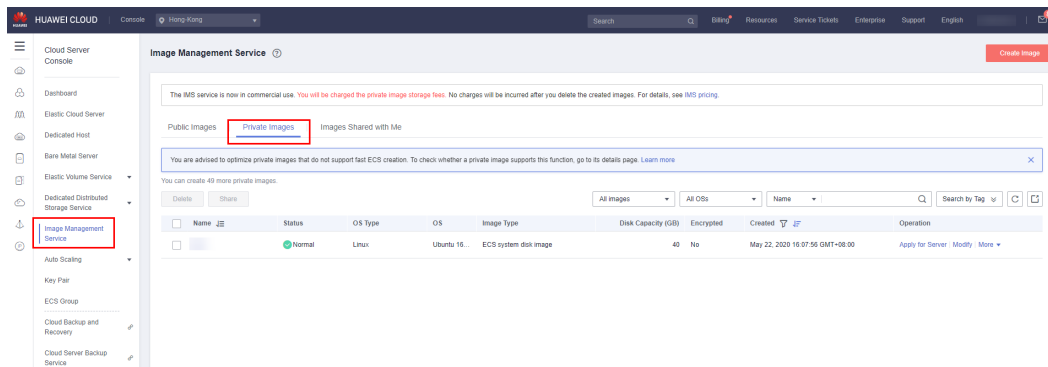 HUAWEI HUAWEI CLOUD Console Hong-Kong Search Billing Resources Service Tickets Enterprise Support English
Cloud Server
Console
Dashboard
Elastic Cloud Server
Dedicated Host
Bare Metal Server
Elastic Volume Service
Dedicated Distributed
Storage Service
Image Management
Service
Auto Scaling
Key Pair
ECS Group
Cloud Backup and
Recovery
Cloud Server Backup
Service
Image Management Service ? Create Image
The IMS service is now in commercial use. You will be charged the private image storage fees. No charges will be incurred after you delete the created images. For details, see IMS pricing.
Public Images Private Images Images Shared with Me
You are advised to optimize private images that do not support fast ECS creation. To check whether a private image supports this function, go to its details page. Learn more
You can create 49 more private images.
Delete Share All images All OSs Name Search by Tag
Name Status OS Type OS Image Type Disk Capacity (GB) Encrypted Created Operation
Normal Linux Ubuntu 16... ECS system disk image 40 No May 22, 2020 16:07:56 GMT+08:00 Apply for Server Modify More